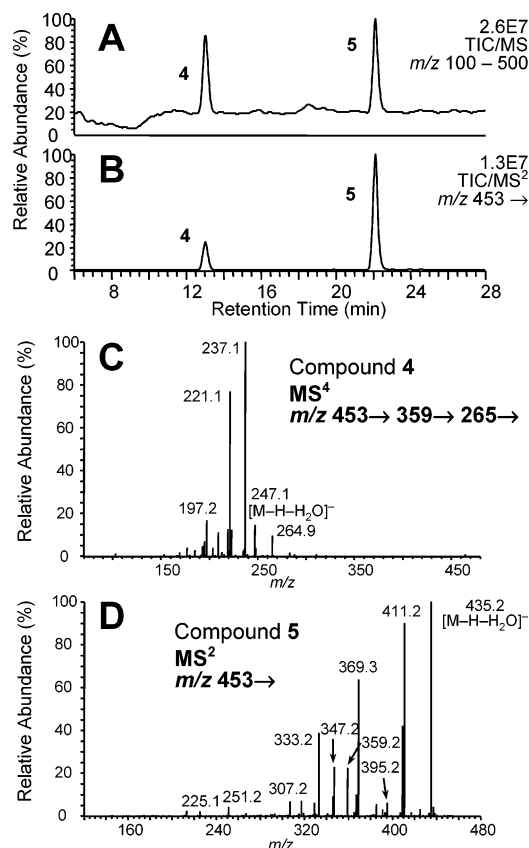 A
2.6E7
TIC/MS
m/z 100 – 500
Relative Abundance (%)
100
80
60
40
20
0
4
5
B
1.3E7
TIC/MS²
m/z 453 →
100
80
60
40
20
0
4
5
8 12 16 20 24 28
Retention Time (min)
C
Relative Abundance (%)
100
80
60
40
20
0
237.1
221.1
197.2
247.1
[M–H–H₂O]⁻
264.9
Compound 4
MS⁴
m/z 453→ 359→ 265→
150 250 350 450
m/z
D
Relative Abundance (%)
100
80
60
40
20
0
Compound 5
MS²
m/z 453→
435.2
[M–H–H₂O]⁻
411.2
369.3
333.2
347.2
359.2
395.2
307.2
251.2
225.1
160 240 320 400 480
m/z